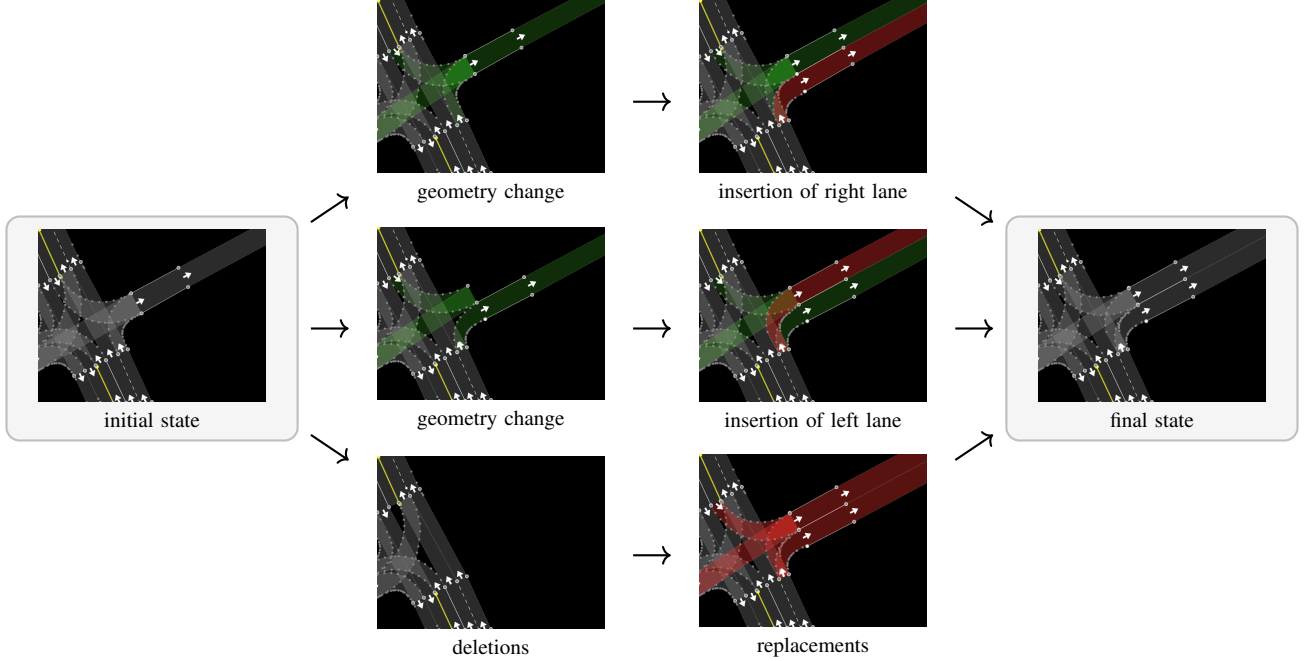 geometry change
insertion of right lane
initial state
geometry change
insertion of left lane
final state
deletions
replacements